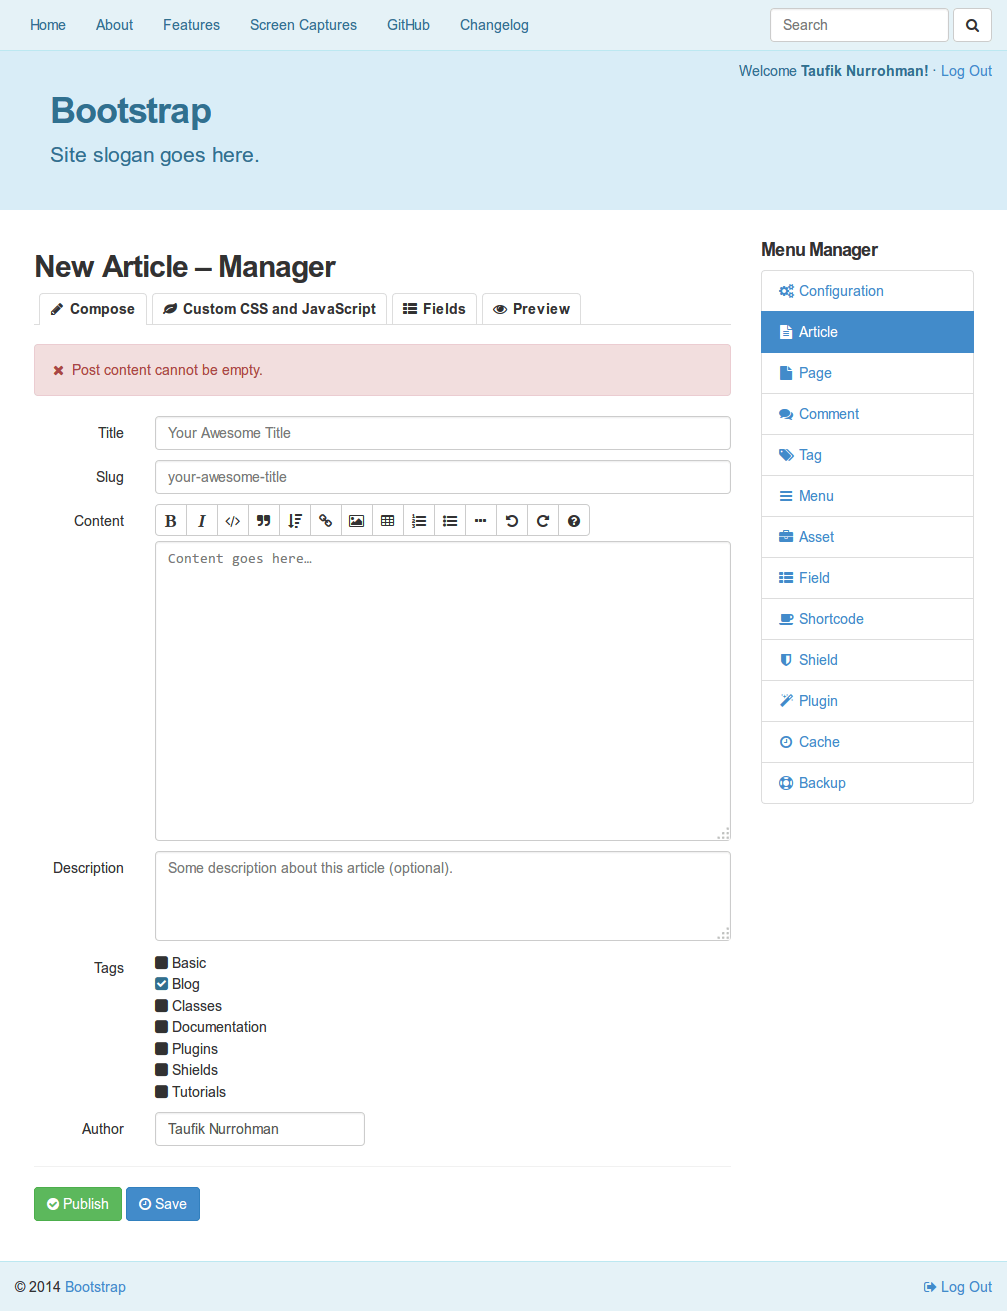 Home About Features Screen Captures GitHub Changelog Search
Welcome Taufik Nurrohman! · Log Out
Bootstrap
Site slogan goes here.
New Article – Manager
Compose Custom CSS and JavaScript Fields Preview
Post content cannot be empty.
Title Your Awesome Title
Slug your-awesome-title
Content B I
Content goes here…
Description Some description about this article (optional).
Tags Basic
Blog
Classes
Documentation
Plugins
Shields
Tutorials
Author Taufik Nurrohman
Publish Save
Menu Manager
Configuration
Article
Page
Comment
Tag
Menu
Asset
Field
Shortcode
Shield
Plugin
Cache
Backup
© 2014 Bootstrap Log Out